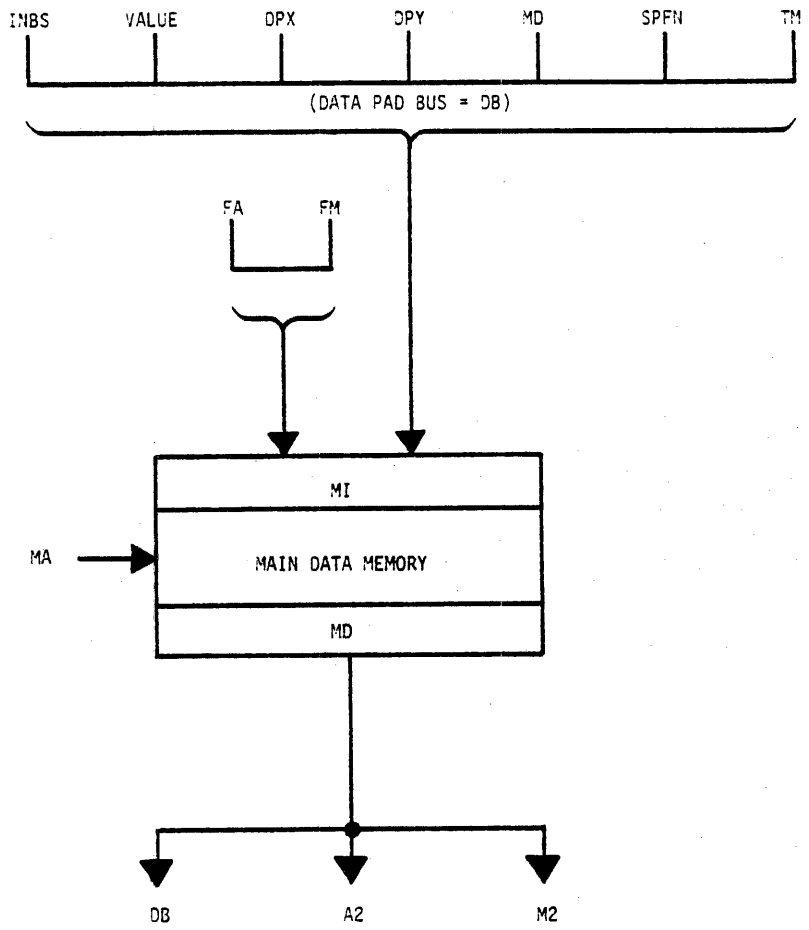 INBS VALUE DPX DPY MD SPFN TM
(DATA PAD BUS = DB)
FA FM
MI
MA
MAIN DATA MEMORY
MD
DB A2 M2